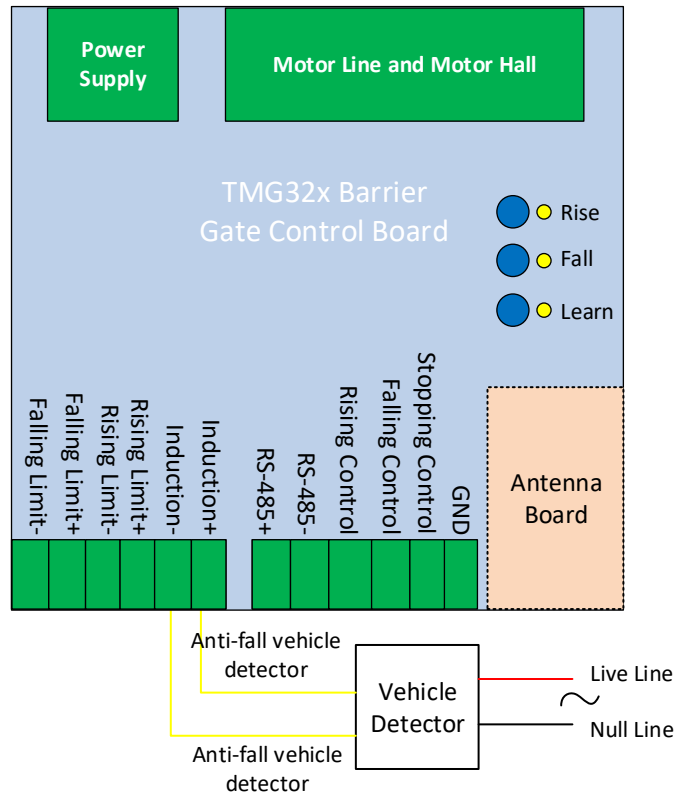 Power
Supply
Motor Line and Motor Hall
TMG32x Barrier
Gate Control Board
Rise
Fall
Learn
Falling Limit-
Falling Limit+
Rising Limit-
Rising Limit+
Induction-
Induction+
RS-485+
RS-485-
Rising Control
Falling Control
Stopping Control
GND
Antenna
Board
Anti-fall vehicle
detector
Vehicle
Detector
Live Line
Null Line
Anti-fall vehicle
detector